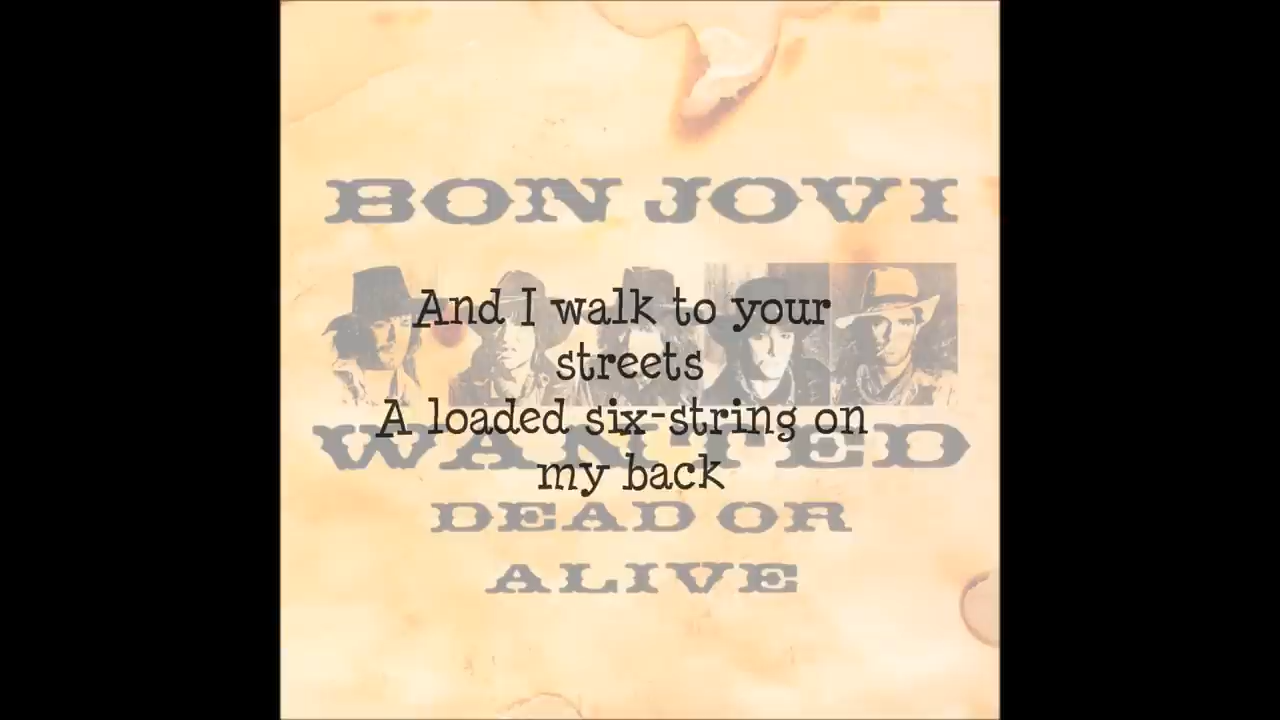 BON JOVI
And I walk to your
streets
A loaded six-string on
WANTED
my back
DEAD OR
ALIVE